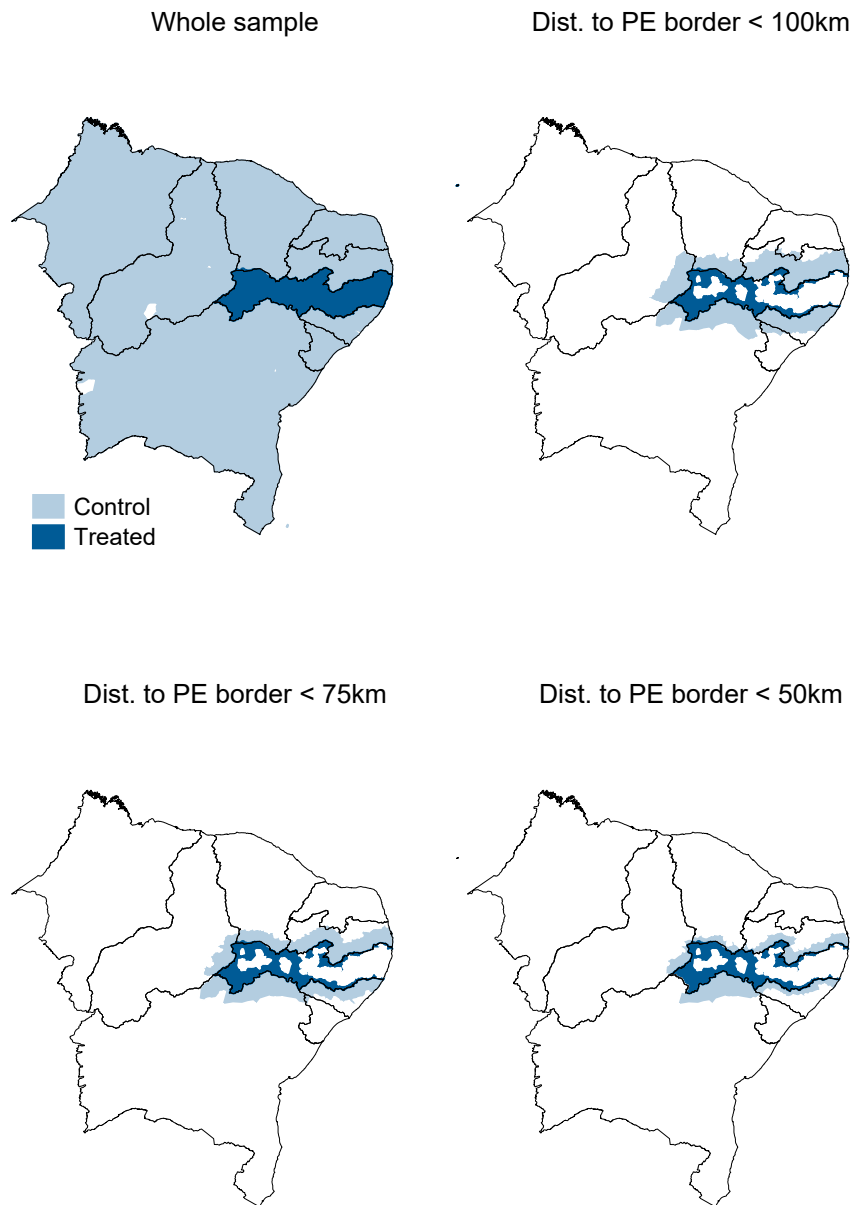 Whole sample
Dist. to PE border < 100km
Control
Treated
Dist. to PE border < 75km
Dist. to PE border < 50km